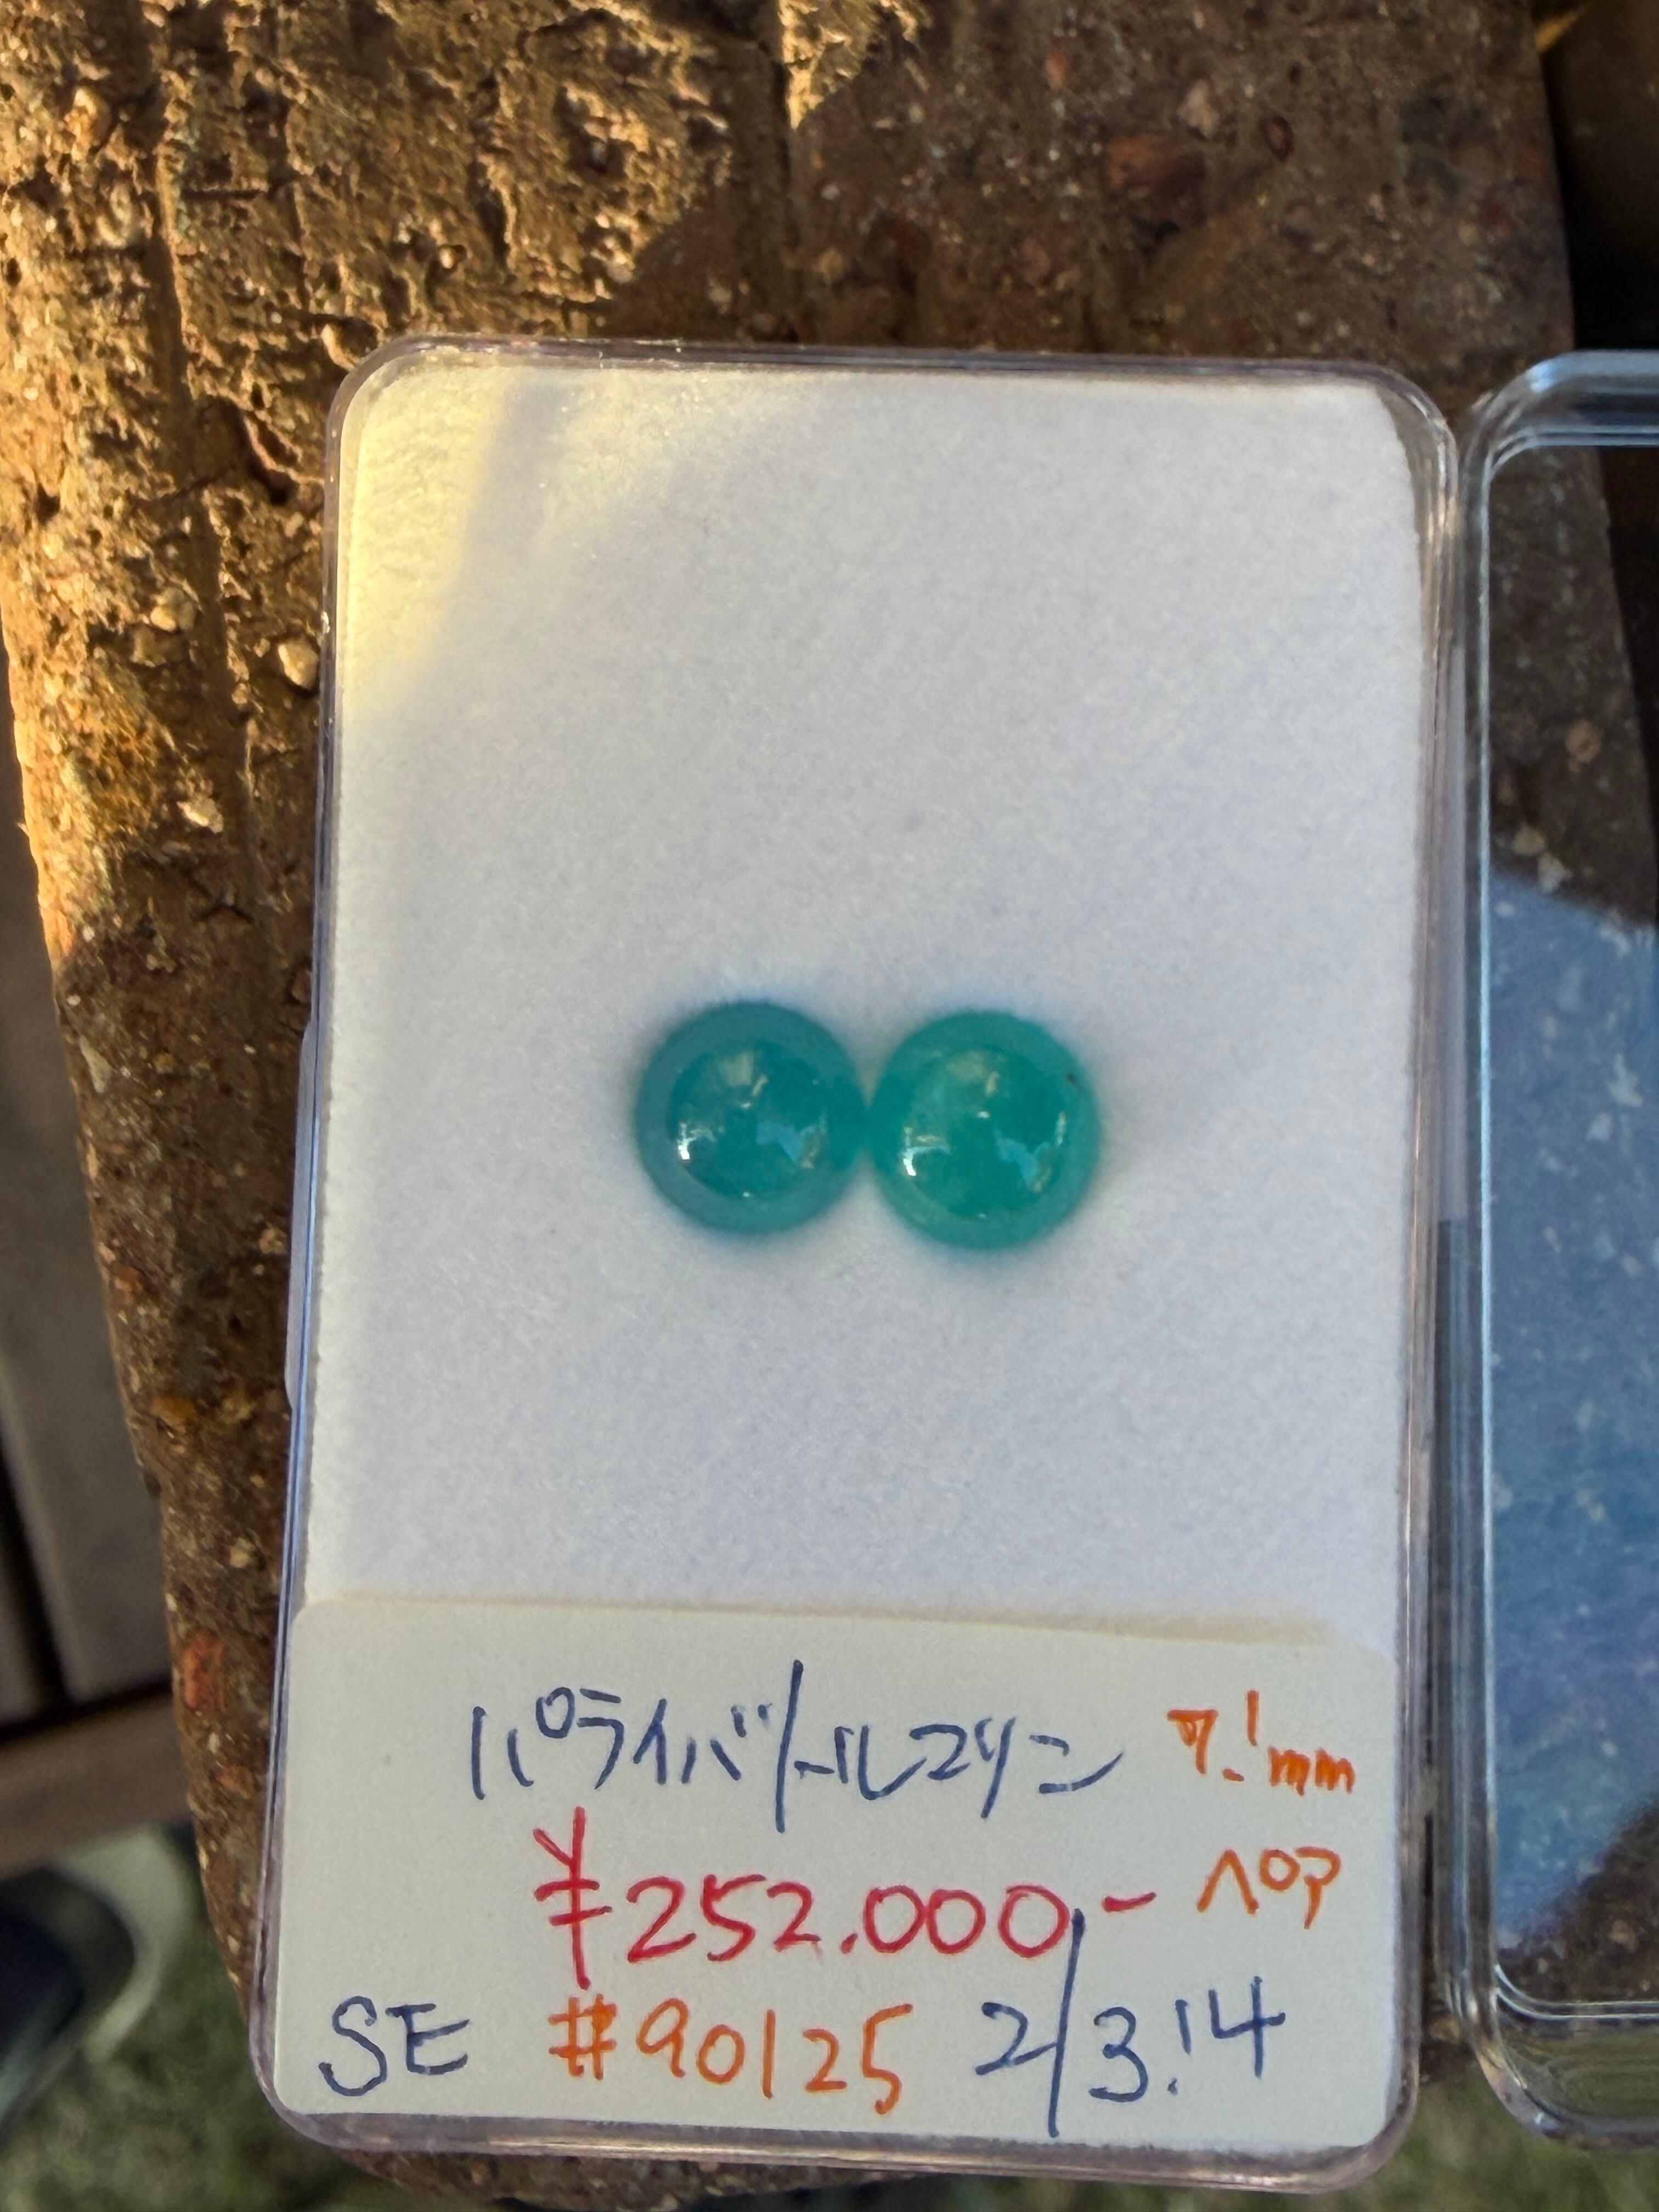 パライバトルマリン 7.1mm
¥252.000- ペア
SE #90125 2/3.14